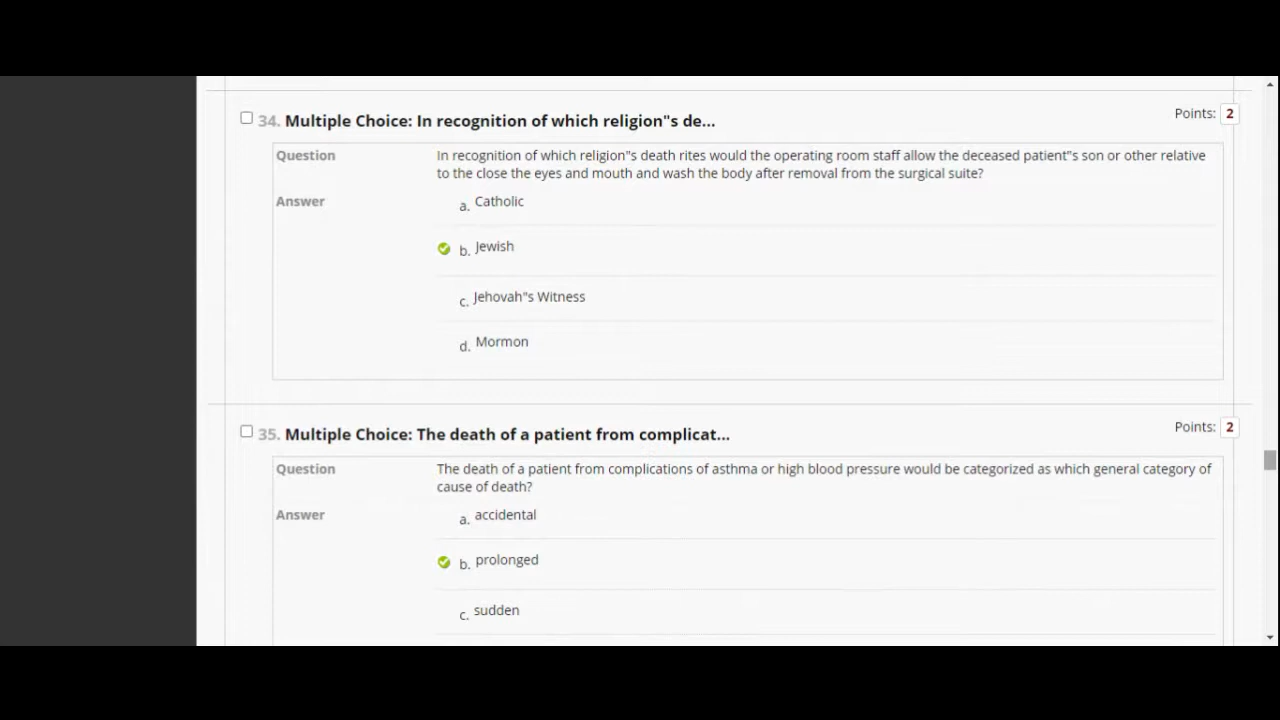 34. Multiple Choice: In recognition of which religion"s de...
Points: 2
Question
In recognition of which religion"s death rites would the operating room staff allow the deceased patient"s son or other relative
to the close the eyes and mouth and wash the body after removal from the surgical suite?
Answer
a. Catholic
b. Jewish
c. Jehovah"s Witness
d. Mormon
35. Multiple Choice: The death of a patient from complicat...
Points: 2
Question
The death of a patient from complications of asthma or high blood pressure would be categorized as which general category of
cause of death?
Answer
a. accidental
b. prolonged
c. sudden